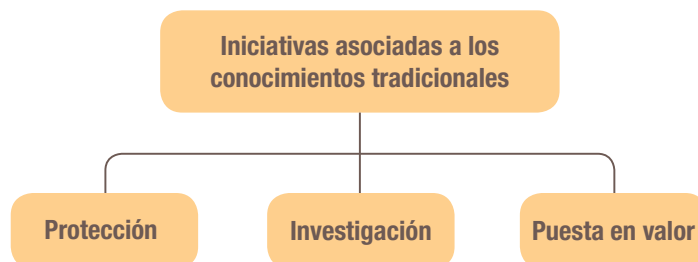 Iniciativas asociadas a los
conocimientos tradicionales
Protección
Investigación
Puesta en valor